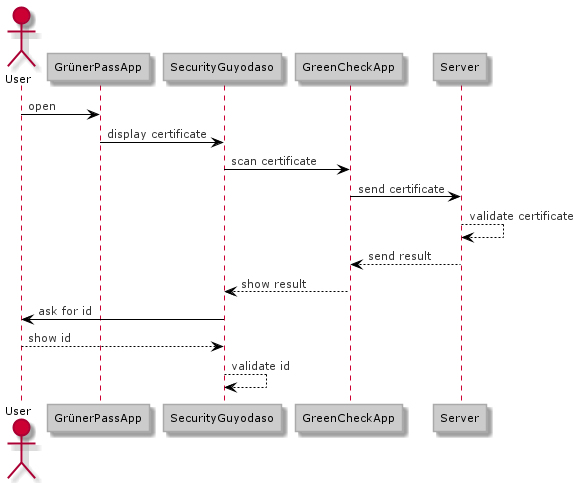 User
GrünerPassApp
SecurityGuyodaso
GreenCheckApp
Server
open
display certificate
scan certificate
send certificate
validate certificate
send result
show result
ask for id
show id
validate id
User
GrünerPassApp
SecurityGuyodaso
GreenCheckApp
Server